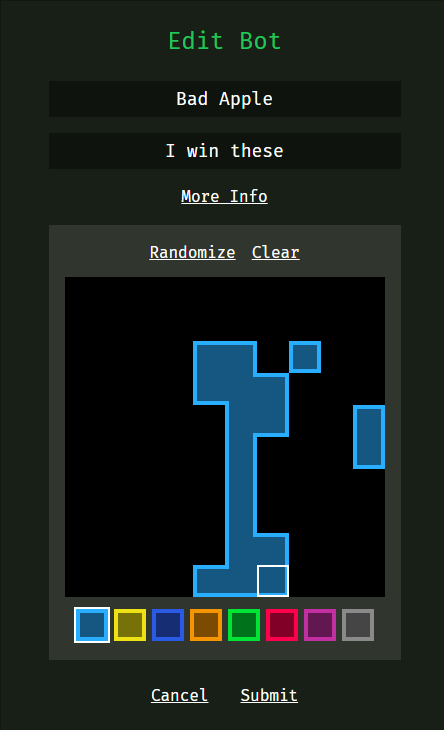 Edit Bot
Bad Apple
I win these
More Info
Randomize Clear
Cancel Submit